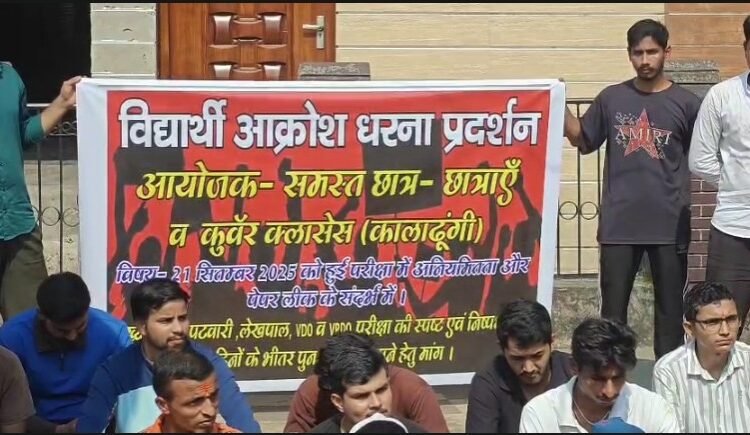 विद्यार्थी आक्रोश धरना प्रदर्शन
आयोजक- समस्त छात्र- छात्राएँ
व कुवॅर क्लासेस (कालाढूंगी)
विषय- 21 सितम्बर 2025 को हुई परीक्षा में अनियमितता और
पेपर लीक के संदर्भ में ।
पटवारी ,लेखपाल, VDO व VPDO परीक्षा की स्पष्ट एवं
के भीतर हेतु मांग ।
AMIRI